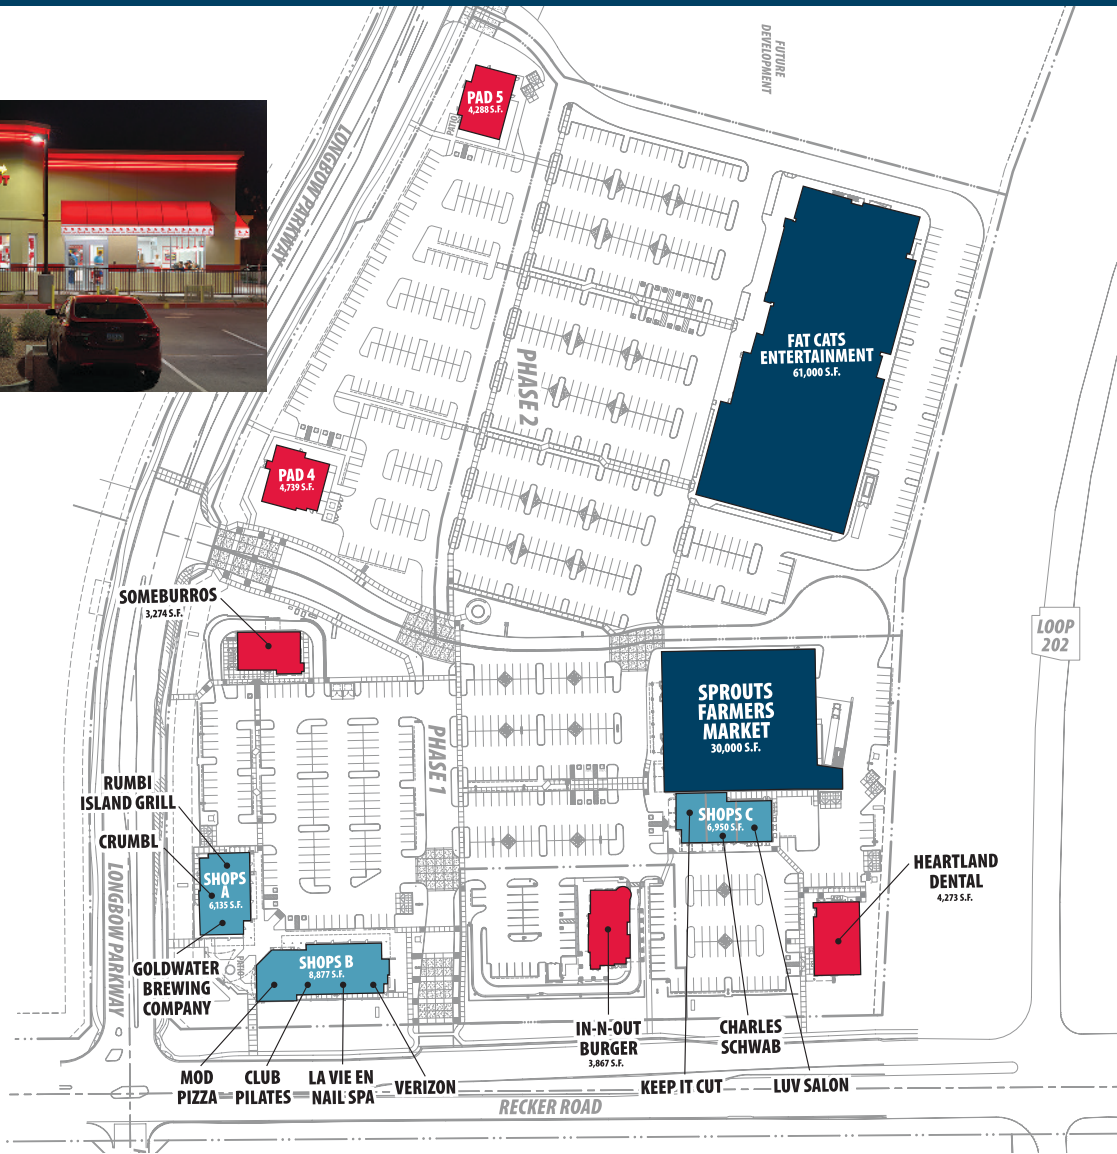 FUTURE
DEVELOPMENT
PAD 5
4,288 S.F.
PATIO
LONGBOW PARKWAY
FAT CATS
ENTERTAINMENT
61,000 S.F.
PHASE 2
PAD 4
4,739 S.F.
SOMEBURROS
3,274 S.F.
LOOP
202
SPROUTS
FARMERS
MARKET
30,000 S.F.
PHASE 1
RUMBI
ISLAND GRILL
CRUMBL
SHOPS C
6,950 S.F.
SHOPS
A
6,135 S.F.
HEARTLAND
DENTAL
4,273 S.F.
LONGBOW PARKWAY
GOLDWATER
BREWING
COMPANY
PATIO
SHOPS B
8,877 S.F.
IN-N-OUT
BURGER
3,867 S.F.
CHARLES
SCHWAB
MOD
PIZZA
CLUB
PILATES
LA VIE EN
NAIL SPA
VERIZON
KEEP IT CUT
LUV SALON
RECKER ROAD